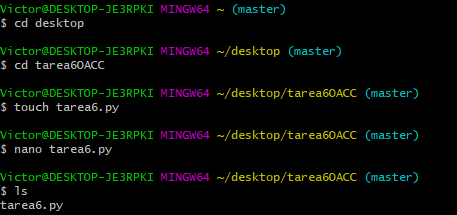 Victor@DESKTOP-JE3RPKI MINGW64 ~ (master)
$ cd desktop
Victor@DESKTOP-JE3RPKI MINGW64 ~/desktop (master)
$ cd tarea6OACC
Victor@DESKTOP-JE3RPKI MINGW64 ~/desktop/tarea6OACC (master)
$ touch tarea6.py
Victor@DESKTOP-JE3RPKI MINGW64 ~/desktop/tarea6OACC (master)
$ nano tarea6.py
Victor@DESKTOP-JE3RPKI MINGW64 ~/desktop/tarea6OACC (master)
$ ls
tarea6.py